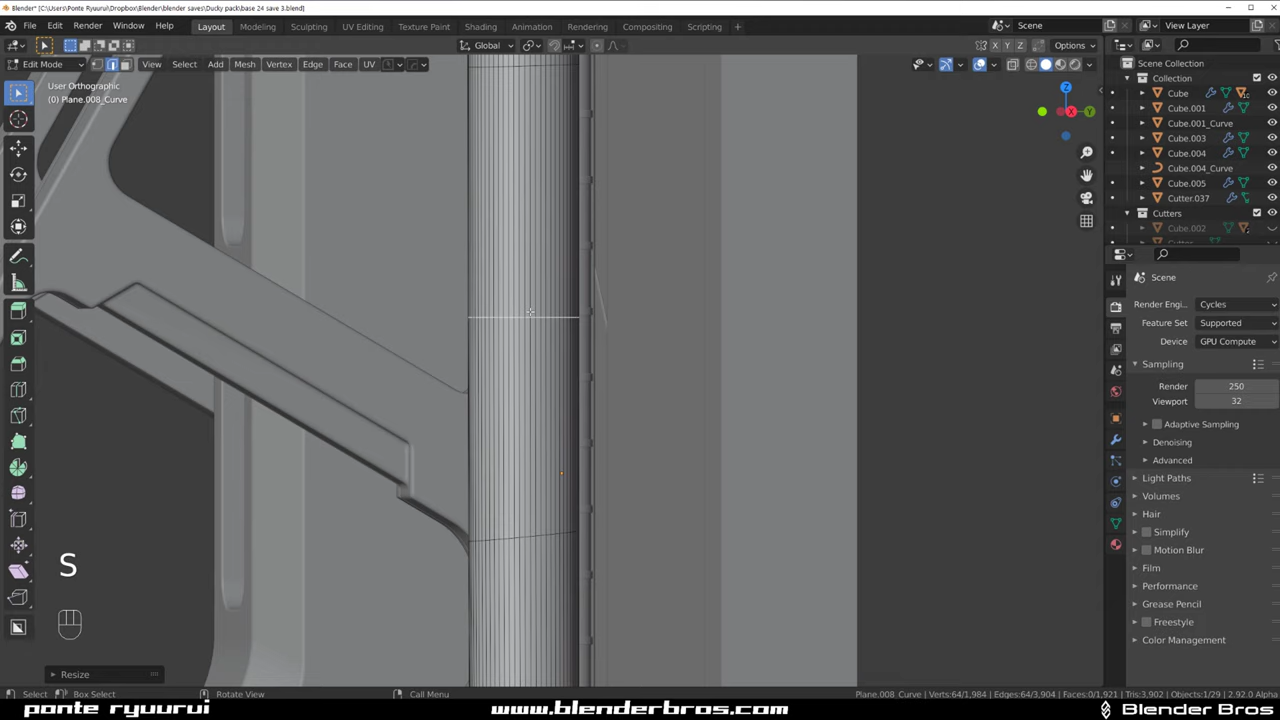 Blender* [C:\Users\Ponte Ryuurui\Dropbox\Blender\blender saves\Ducky pack\base 24 save 3.blend]
File Edit Render Window Help Layout Modeling Sculpting UV Editing Texture Paint Shading Animation Rendering Compositing Scripting Scene View Layer
Global X Y Z Options
Edit Mode View Select Add Mesh Vertex Edge Face UV
Scene Collection
Collection
Cube
Cube.001
Cube.001_Curve
Cube.003
Cube.004
Cube.004_Curve
Cube.005
Cutter.037
Cutters
Cube.002
User Orthographic
(0) Plane.008_Curve
Z
Y
X
Scene
Render Engi... Cycles
Feature Set Supported
Device GPU Compute
Sampling
Render 250
Viewport 32
Adaptive Sampling
Denoising
Advanced
Light Paths
Volumes
Hair
Simplify
Motion Blur
Film
Performance
Grease Pencil
Freestyle
Color Management
S
Resize
Select Box Select Rotate View Call Menu Plane.008_Curve Verts:64/1,984 Edges:64/3,904 Faces:0/1,921 Tris:3,902 Objects:1/29 2.92.0 Alpha
ponte ryuurui www.blenderbros.com Blender Bros